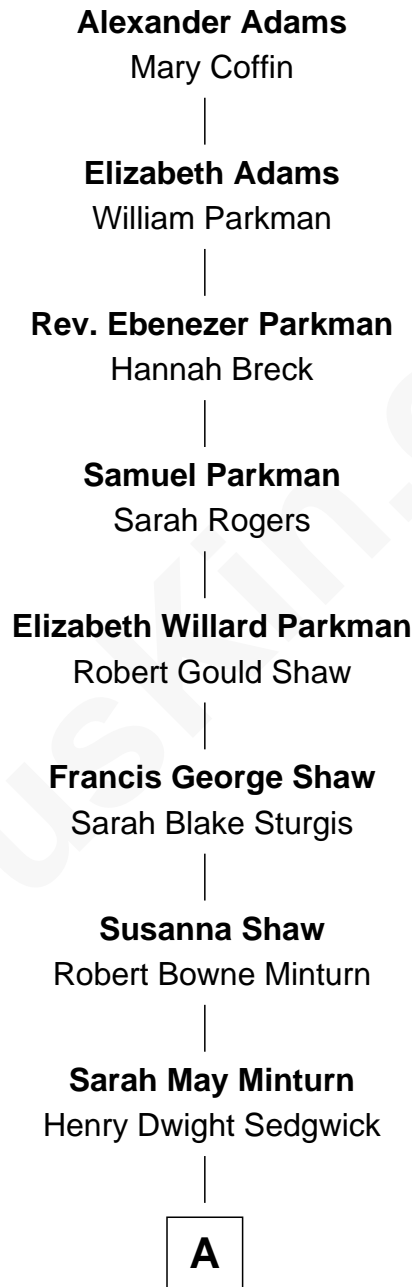 Alexander Adams
Mary Coffin
Elizabeth Adams
William Parkman
Rev. Ebenezer Parkman
Hannah Breck
Samuel Parkman
Sarah Rogers
Elizabeth Willard Parkman
Robert Gould Shaw
Francis George Shaw
Sarah Blake Sturgis
Susanna Shaw
Robert Bowne Minturn
Sarah May Minturn
Henry Dwight Sedgwick
A